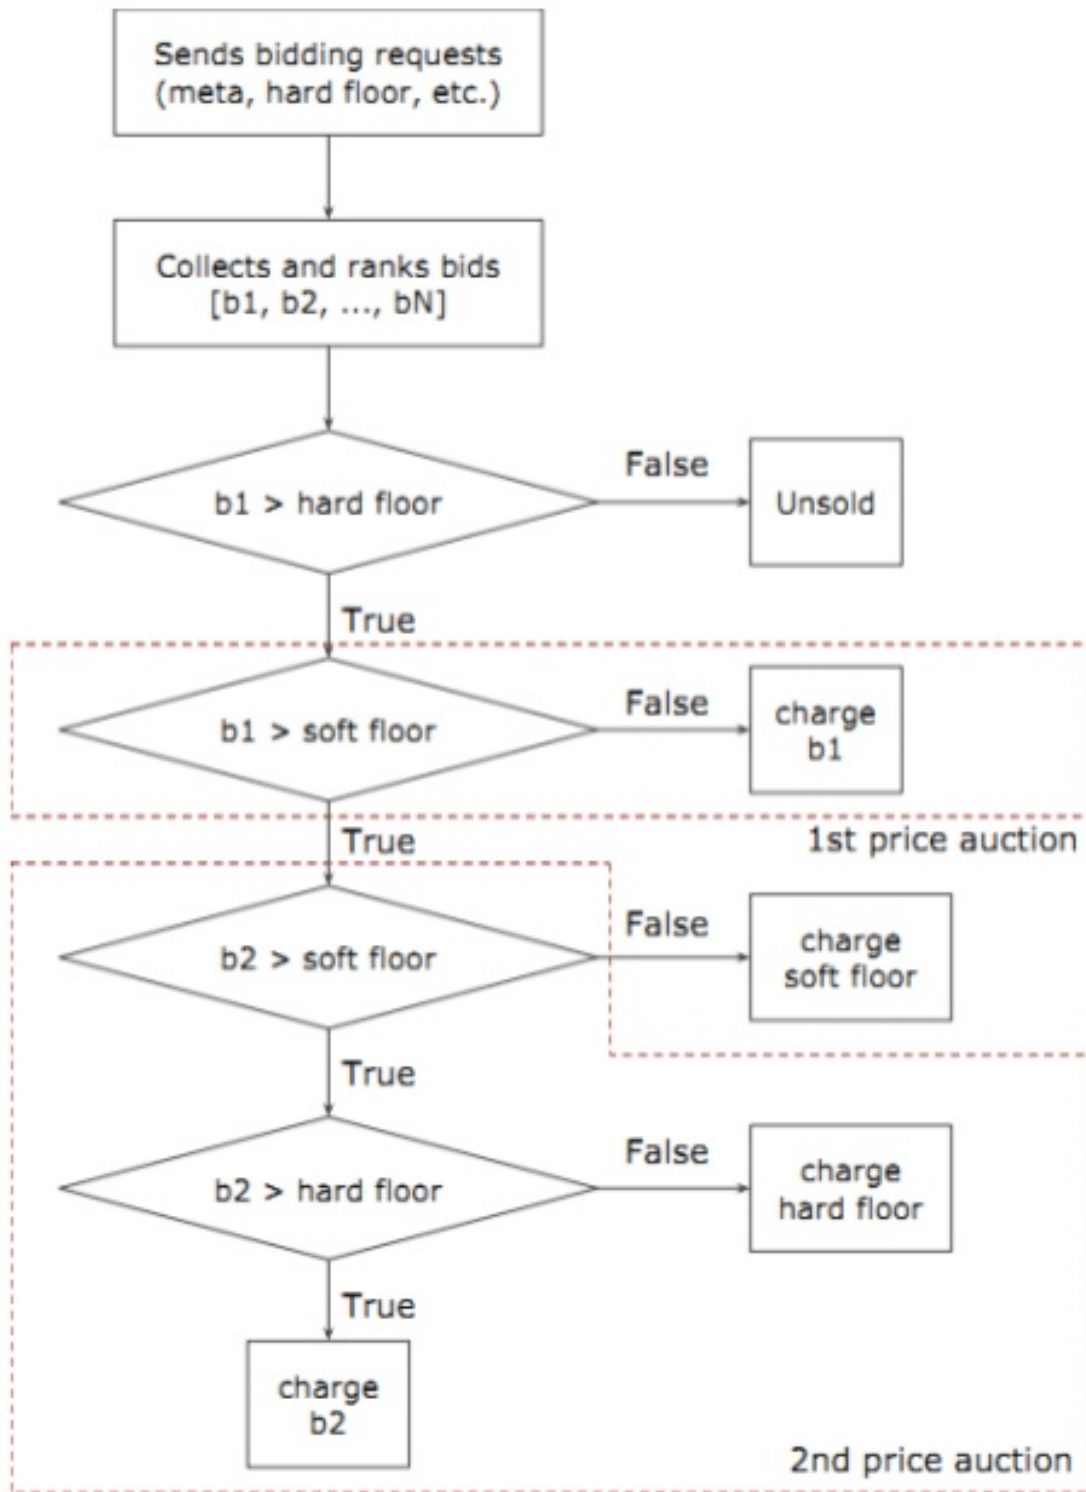 Sends bidding requests
(meta, hard floor, etc.)
Collects and ranks bids
[b1, b2, ..., bN]
b1 > hard floor
False
Unsold
True
b1 > soft floor
False
charge
b1
True
1st price auction
b2 > soft floor
False
charge
soft floor
True
b2 > hard floor
False
charge
hard floor
True
charge
b2
2nd price auction